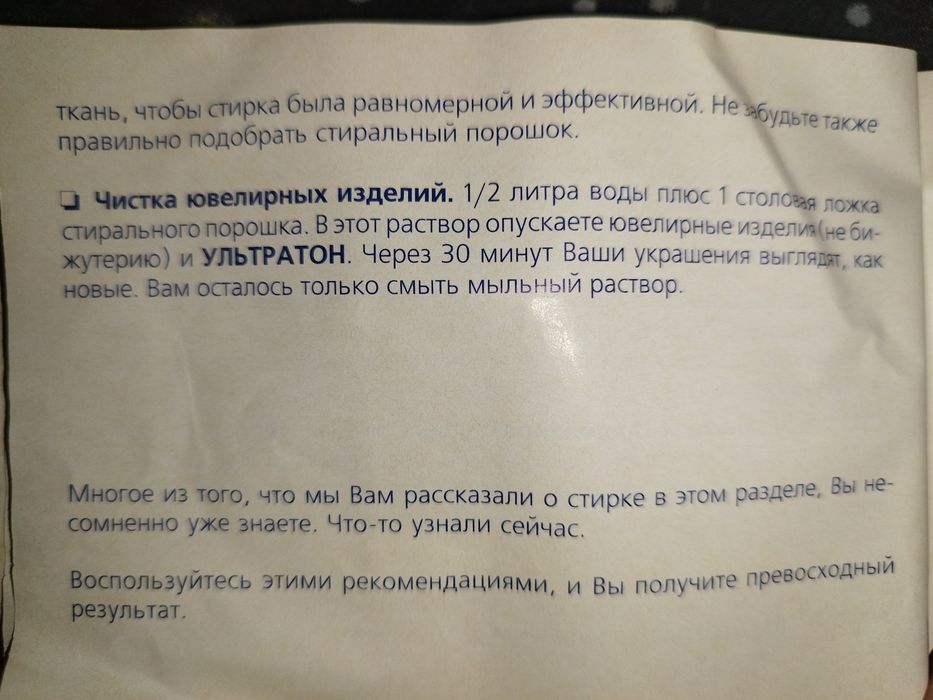 ткань, чтобы стирка была равномерной и эффективной. Не забудьте также
правильно подобрать стиральный порошок.
❏ Чистка ювелирных изделий. 1/2 литра воды плюс 1 столовая ложка
стирального порошка. В этот раствор опускаете ювелирные изделия (не би-
жутерию) и УЛЬТРАТОН. Через 30 минут Ваши украшения выглядят, как
новые. Вам осталось только смыть мыльный раствор.
Многое из того, что мы Вам рассказали о стирке в этом разделе, Вы не-
сомненно уже знаете. Что-то узнали сейчас.
Воспользуйтесь этими рекомендациями, и Вы получите превосходный
результат.